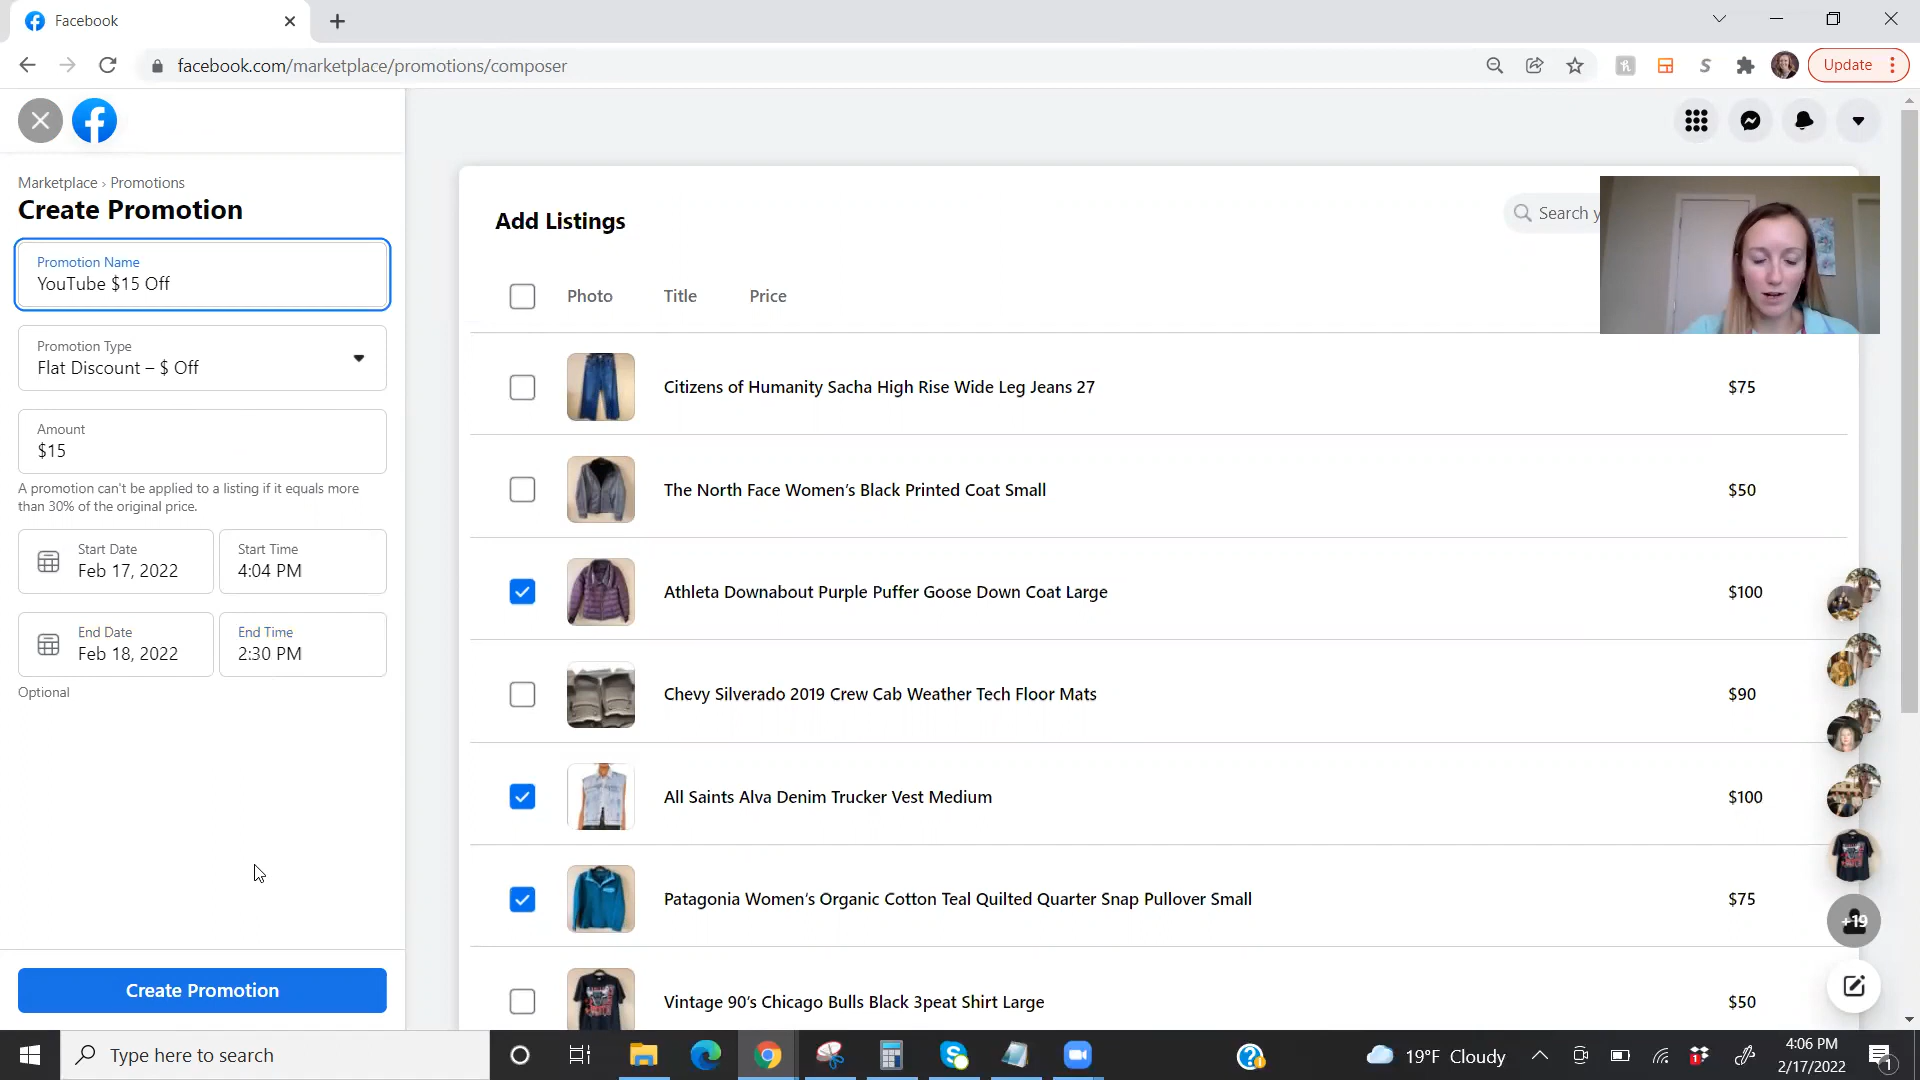 Facebook
facebook.com/marketplace/promotions/composer
Update
Marketplace › Promotions
Create Promotion
Promotion Name
YouTube $15 Off
Promotion Type
Flat Discount – $ Off
Amount
$15
A promotion can't be applied to a listing if it equals more
than 30% of the original price.
Start Date
Feb 17, 2022
Start Time
4:04 PM
End Date
Feb 18, 2022
End Time
2:30 PM
Optional
Create Promotion
Add Listings
Search y
Photo Title Price
Citizens of Humanity Sacha High Rise Wide Leg Jeans 27 $75
The North Face Women's Black Printed Coat Small $50
Athleta Downabout Purple Puffer Goose Down Coat Large $100
Chevy Silverado 2019 Crew Cab Weather Tech Floor Mats $90
All Saints Alva Denim Trucker Vest Medium $100
Patagonia Women's Organic Cotton Teal Quilted Quarter Snap Pullover Small $75
Vintage 90's Chicago Bulls Black 3peat Shirt Large $50
+19
Type here to search
19°F Cloudy
4:06 PM
2/17/2022
1